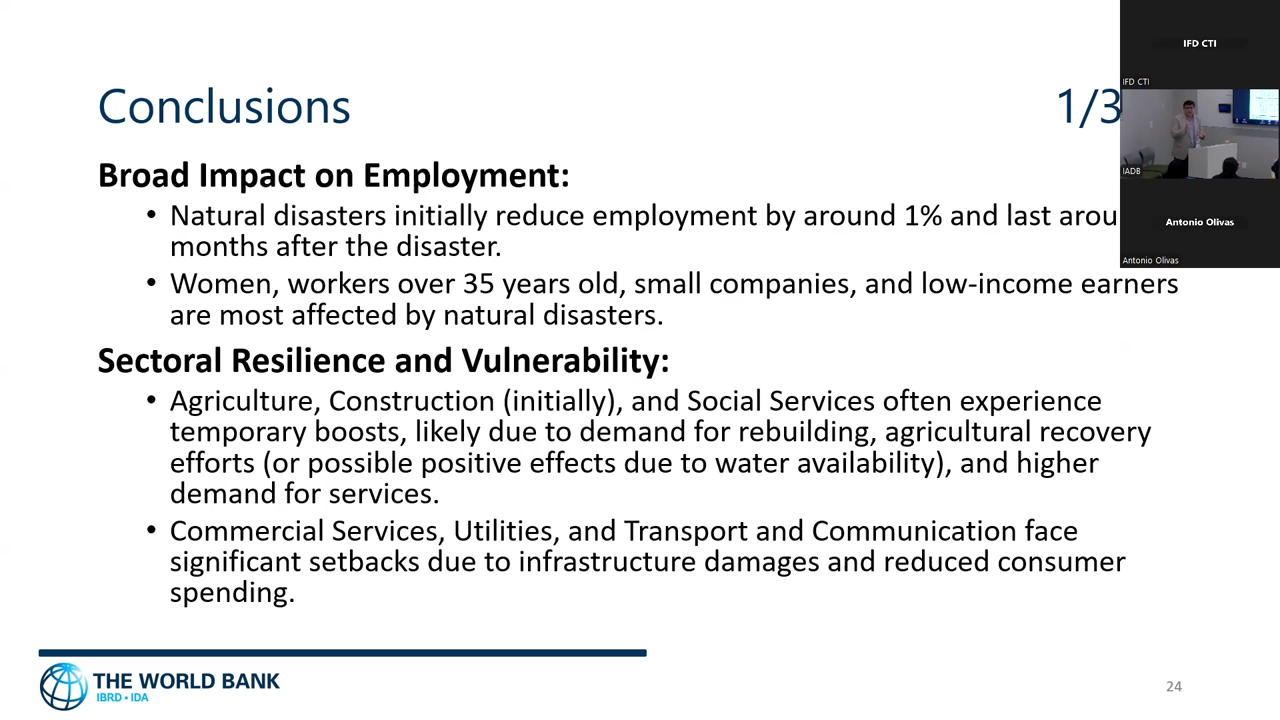 Conclusions 1/3
Broad Impact on Employment:
• Natural disasters initially reduce employment by around 1% and last
months after the disaster.
• Women, workers over 35 years old, small companies, and low-income earners
are most affected by natural disasters.
Sectoral Resilience and Vulnerability:
• Agriculture, Construction (initially), and Social Services often experience
temporary boosts, likely due to demand for rebuilding, agricultural recovery
efforts (or possible positive effects due to water availability), and higher
demand for services.
• Commercial Services, Utilities, and Transport and Communication face
significant setbacks due to infrastructure damages and reduced consumer
spending.
THE WORLD BANK
IBRD • IDA
24
IFD CTI
IFD CTI
IADB
Antonio Olivas
Antonio Olivas